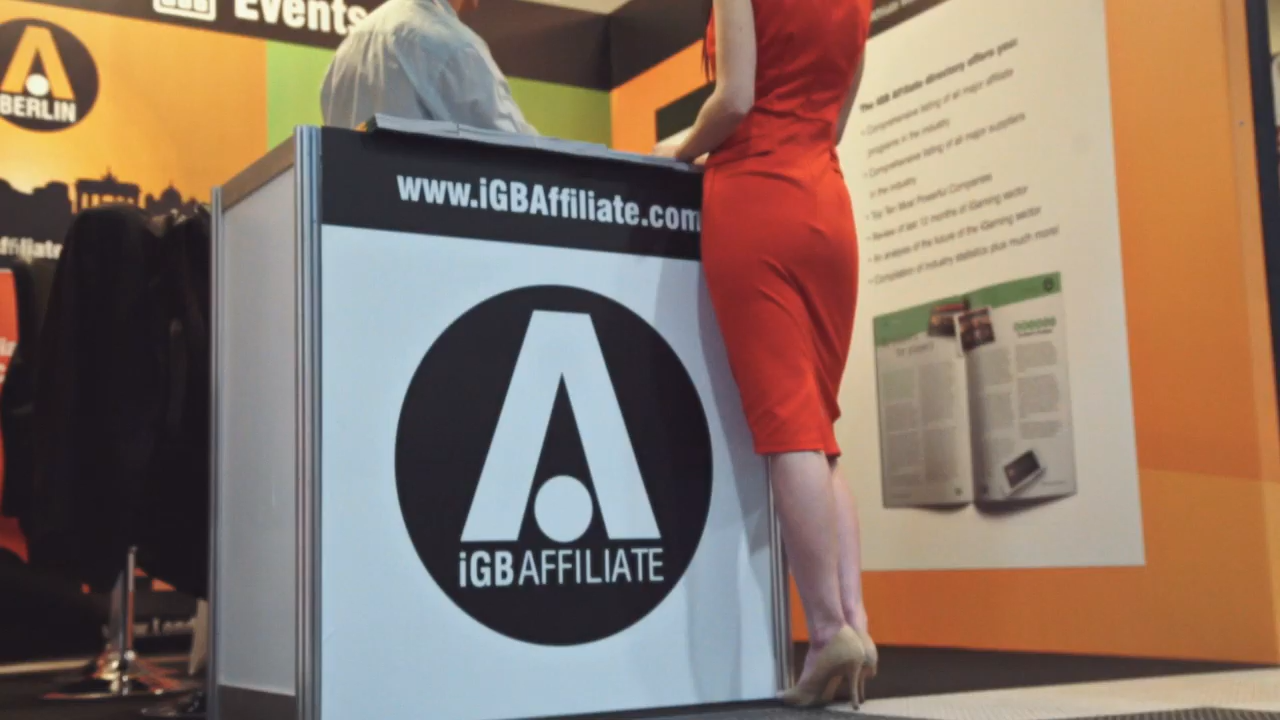 Events
BERLIN
www.iGBAffiliate.com
iGBAFFILIATE
The iGB Affiliate directory offers you:
• Comprehensive listing of all major affiliate
programs in the industry
• Comprehensive listing of all major suppliers
in the industry
• Top Ten Most Powerful Companies
• Review of last 12 months of iGaming sector
• An analysis of the future of the iGaming sector
• Compilation of industry statistics plus much more!